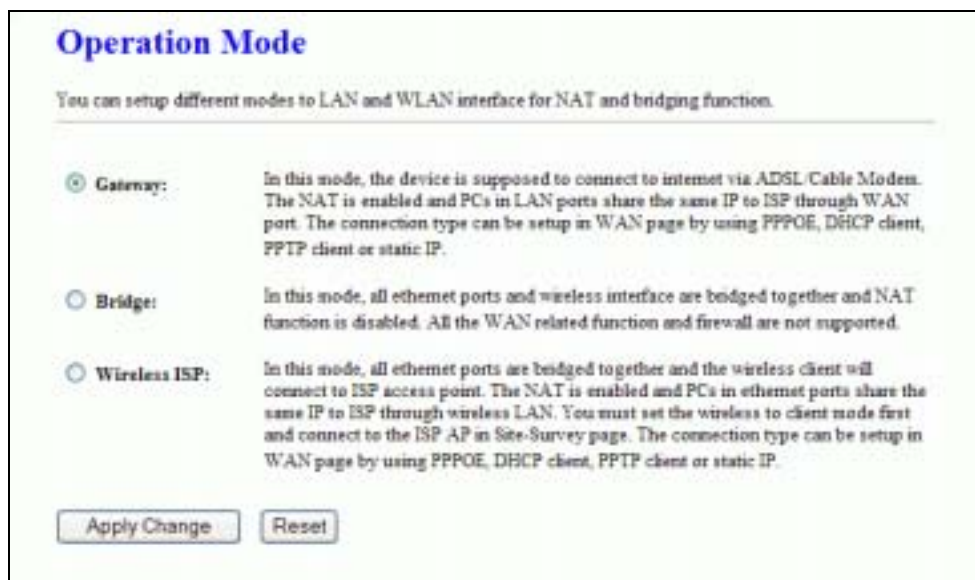 Operation Mode
You can setup different modes to LAN and WLAN interface for NAT and bridging function.
Gateway:
In this mode, the device is supposed to connect to internet via ADSL/Cable Modem.
The NAT is enabled and PCs in LAN ports share the same IP to ISP through WAN
port. The connection type can be setup in WAN page by using PPPOE, DHCP client,
PPTP client or static IP.
Bridge:
In this mode, all ethernet ports and wireless interface are bridged together and NAT
function is disabled. All the WAN related function and firewall are not supported.
Wireless ISP:
In this mode, all ethernet ports are bridged together and the wireless client will
connect to ISP access point. The NAT is enabled and PCs in ethernet ports share the
same IP to ISP through wireless LAN. You must set the wireless to client mode first
and connect to the ISP AP in Site-Survey page. The connection type can be setup in
WAN page by using PPPOE, DHCP client, PPTP client or static IP.
Apply Change
Reset